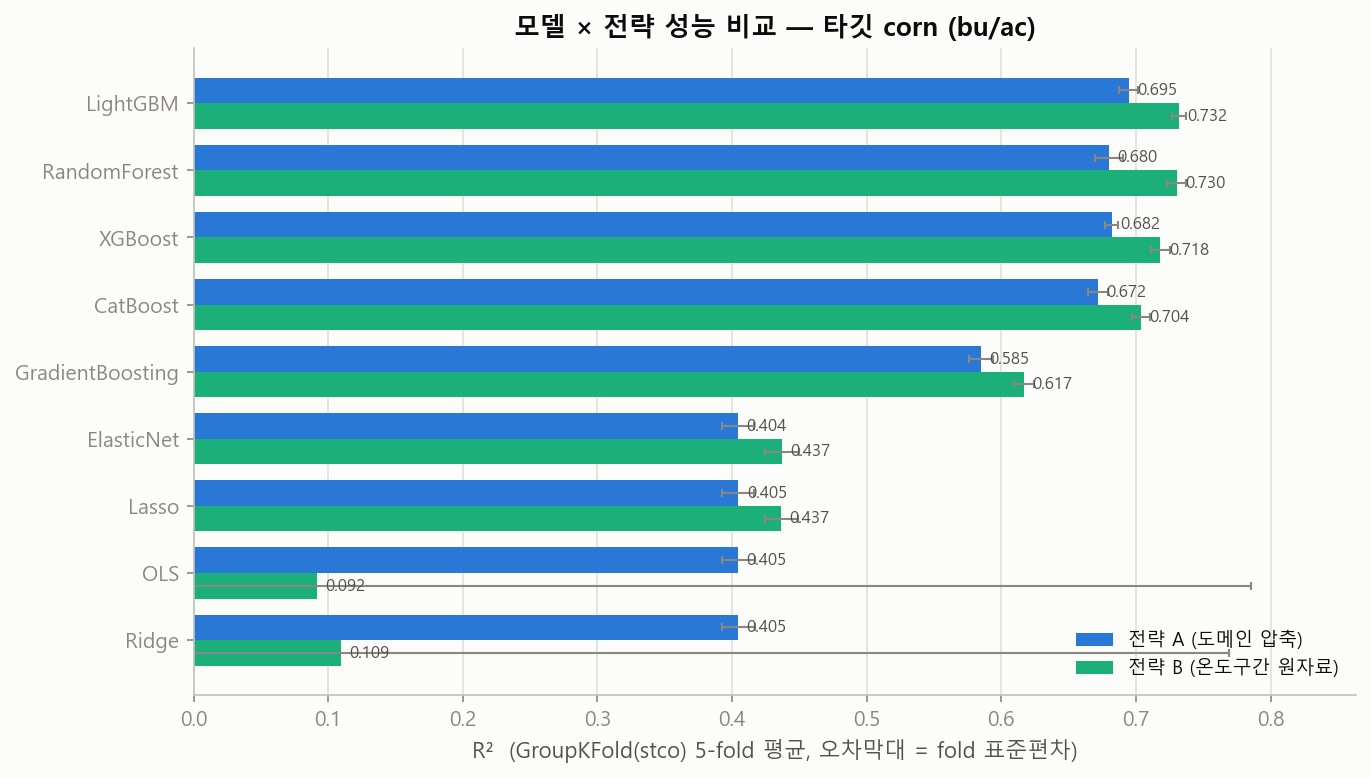 모델 × 전략 성능 비교 — 타깃 corn (bu/ac)
LightGBM
0.695
0.732
RandomForest
0.680
0.730
XGBoost
0.682
0.718
CatBoost
0.672
0.704
GradientBoosting
0.585
0.617
ElasticNet
0.404
0.437
Lasso
0.405
0.437
OLS
0.405
0.092
Ridge
0.405
0.109
전략 A (도메인 압축)
전략 B (온도구간 원자료)
0.0 0.1 0.2 0.3 0.4 0.5 0.6 0.7 0.8
R² (GroupKFold(stco) 5-fold 평균, 오차막대 = fold 표준편차)